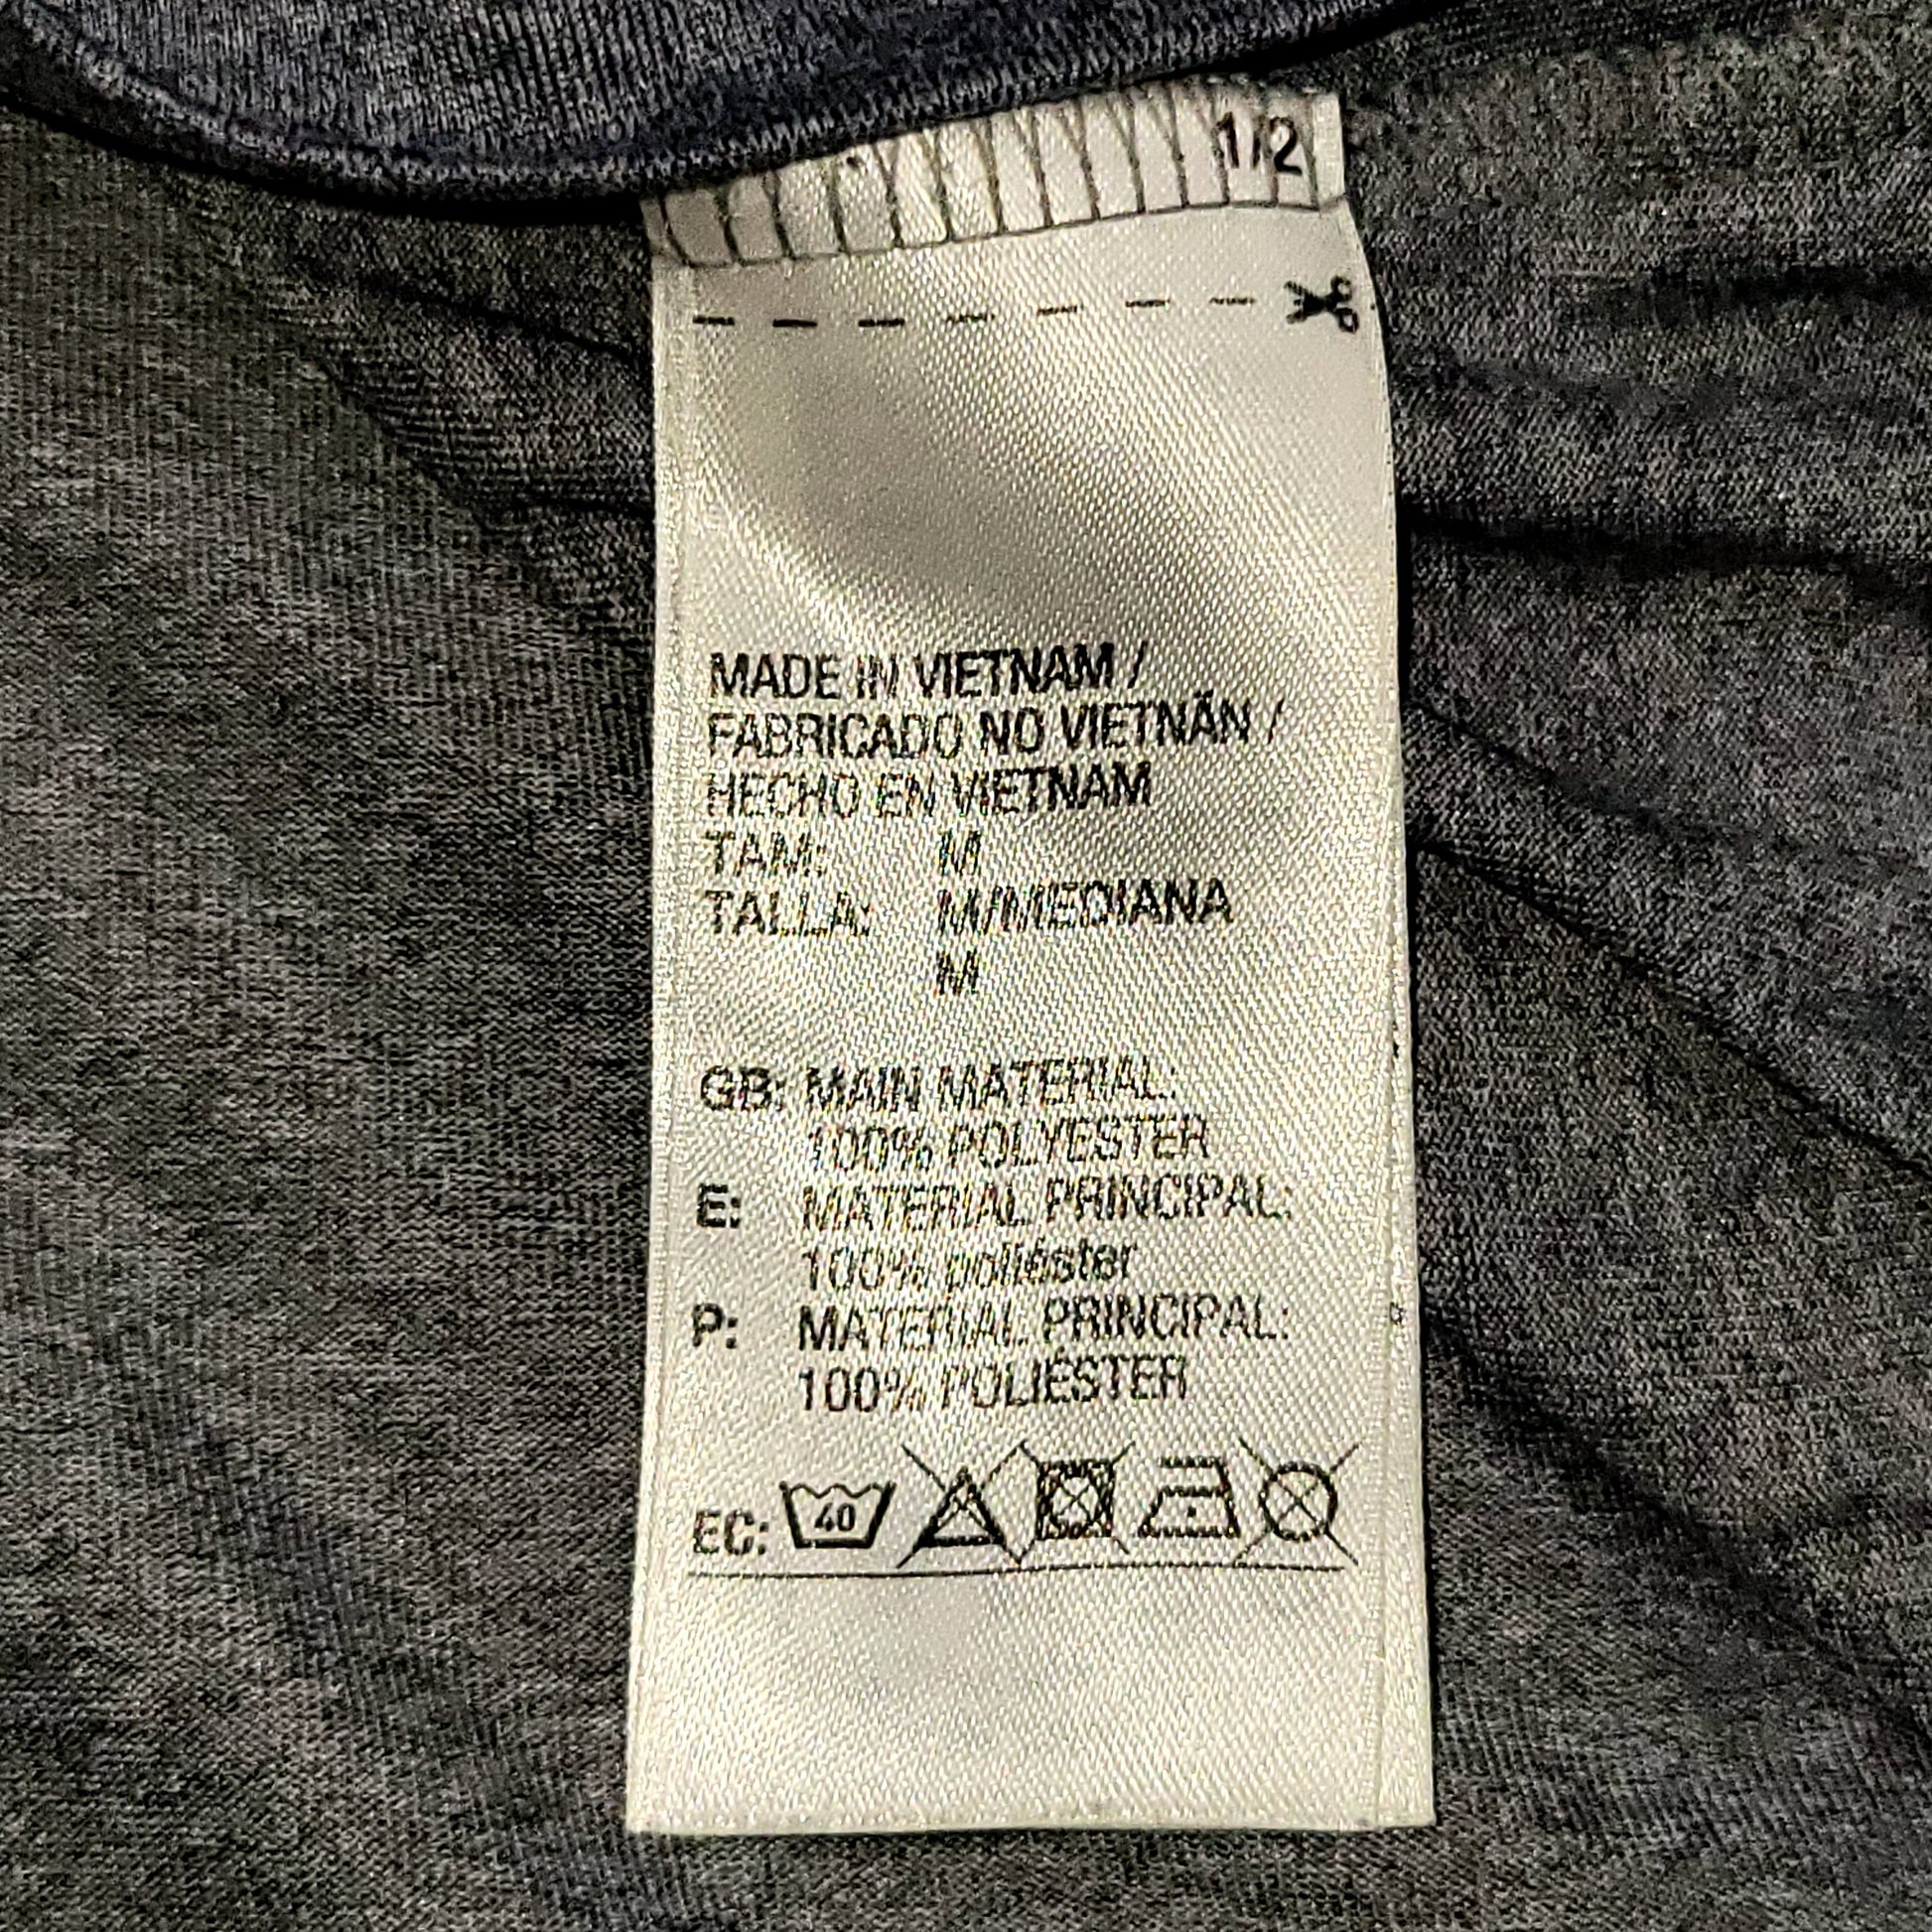 1/2
MADE IN VIETNAM /
FABRICADO NO VIETNÃN /
HECHO EN VIETNAM
TAM: M
TALLA: M/MEDIANA
M
GB: MAIN MATERIAL:
100% POLYESTER
E: MATERIAL PRINCIPAL:
100% poliéster
P: MATERIAL PRINCIPAL:
100% POLIÉSTER
EC: 40